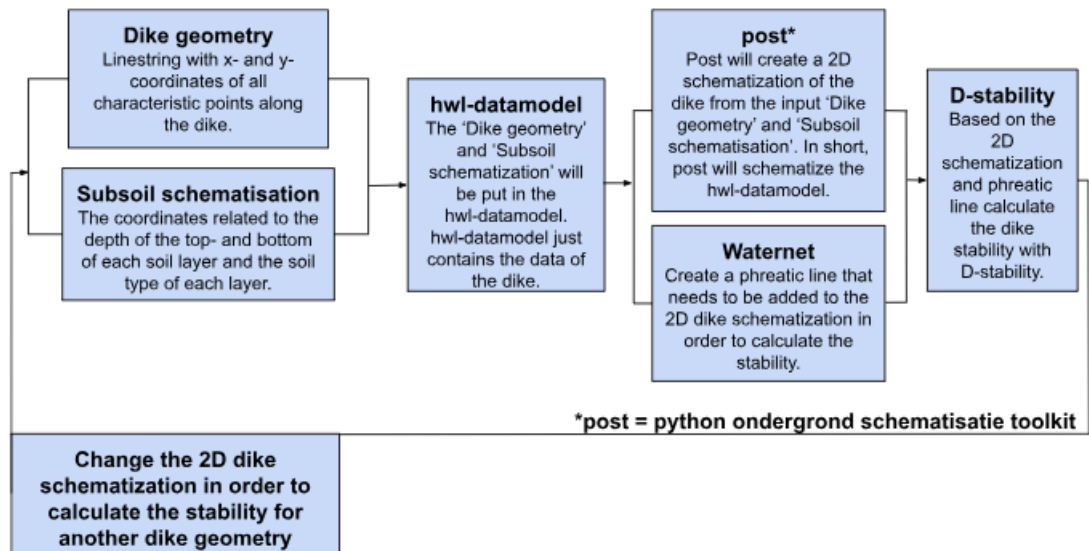 Dike geometry
Linestring with x- and y-
coordinates of all
characteristic points along
the dike.
Subsoil schematisation
The coordinates related to the
depth of the top- and bottom
of each soil layer and the soil
type of each layer.
hwl-datamodel
The ‘Dike geometry’
and ‘Subsoil
schematization’ will
be put in the
hwl-datamodel.
hwl-datamodel just
contains the data of
the dike.
post*
Post will create a 2D
schematization of the
dike from the input ‘Dike
geometry’ and ‘Subsoil
schematisation’. In short,
post will schematize the
hwl-datamodel.
Waternet
Create a phreatic line that
needs to be added to the
2D dike schematization in
order to calculate the
stability.
D-stability
Based on the
2D
schematization
and phreatic
line calculate
the dike
stability with
D-stability.
*post = python ondergrond schematisatie toolkit
Change the 2D dike
schematization in order to
calculate the stability for
another dike geometry